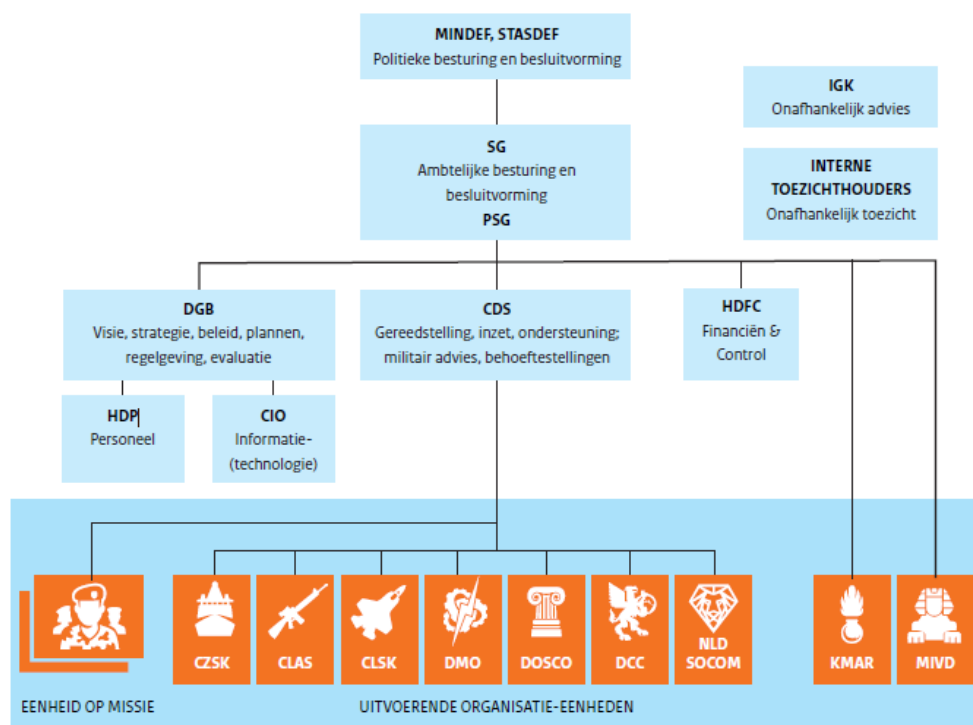 MINDEF, STASDEF
Politieke besturing en besluitvorming
IGK
Onafhankelijk advies
SG
Ambtelijke besturing en
besluitvorming
PSG
INTERNE
TOEZICHTHOUDERS
Onafhankelijk toezicht
DGB
Visie, strategie, beleid, plannen,
regelgeving, evaluatie
CDS
Gereedstelling, inzet, ondersteuning;
militair advies, behoeftestellingen
HDFC
Financiën &
Control
HDP
Personeel
CIO
Informatie-
(technologie)
CZSK
CLAS
CLSK
DMO
DOSCO
DCC
NLD
SOCOM
KMAR
MIVD
EENHEID OP MISSIE
UITVOERENDE ORGANISATIE-EENHEDEN